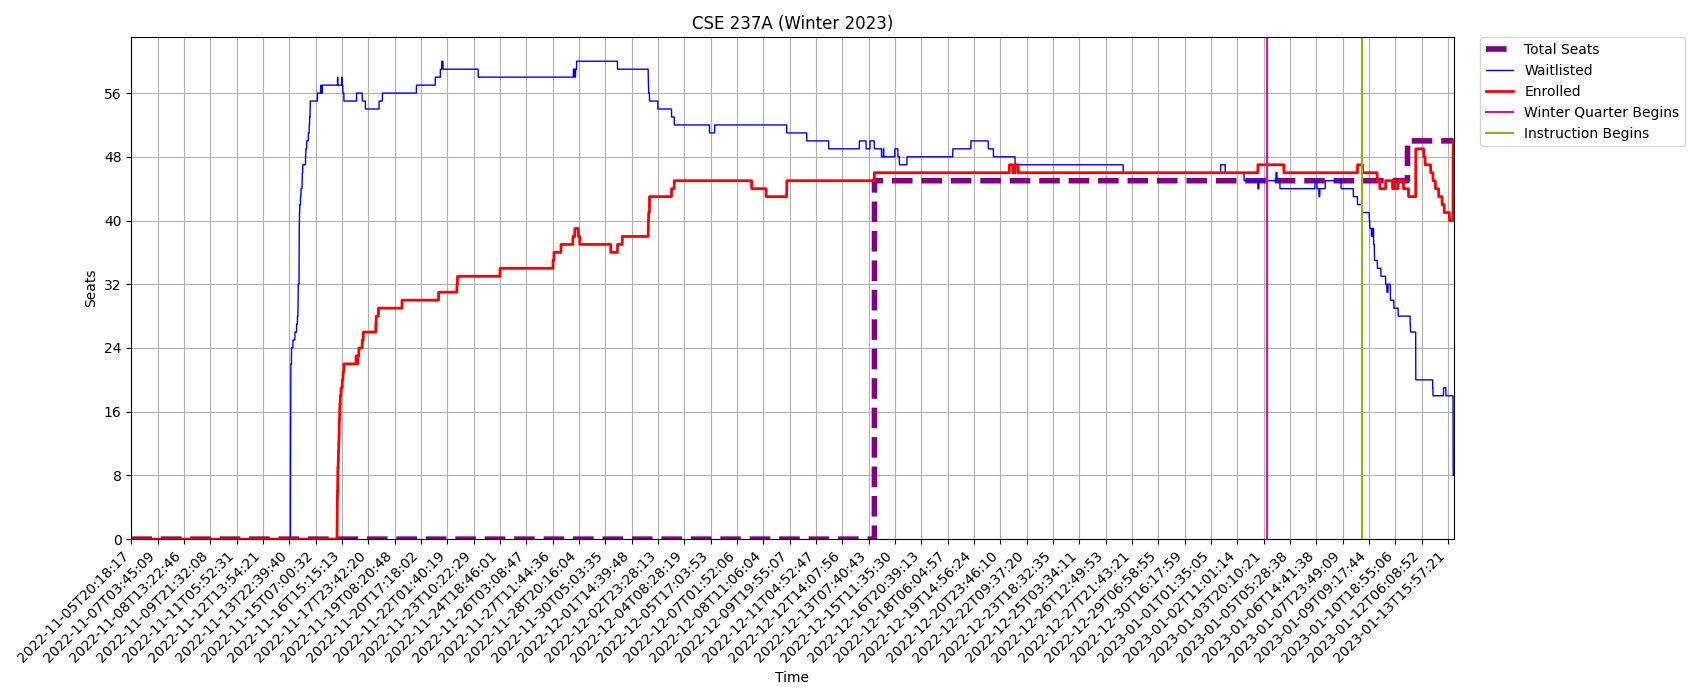 CSE 237A (Winter 2023)
Total Seats
Waitlisted
Enrolled
Winter Quarter Begins
Instruction Begins
Seats
56
48
40
32
24
16
8
0
2022-11-05T20:18:17
2022-11-07T03:45:09
2022-11-08T13:22:46
2022-11-09T21:32:08
2022-11-11T05:52:31
2022-11-12T13:54:21
2022-11-13T22:39:40
2022-11-15T07:00:32
2022-11-16T15:15:13
2022-11-17T23:42:20
2022-11-19T08:20:48
2022-11-20T17:18:02
2022-11-22T01:40:19
2022-11-23T10:22:29
2022-11-24T18:46:01
2022-11-26T03:08:47
2022-11-27T11:44:36
2022-11-28T20:16:04
2022-11-30T05:03:35
2022-12-01T14:39:48
2022-12-02T23:28:13
2022-12-04T08:28:19
2022-12-05T17:03:53
2022-12-07T01:52:06
2022-12-08T11:06:04
2022-12-09T19:55:07
2022-12-11T04:52:47
2022-12-12T14:07:56
2022-12-13T17:40:43
2022-12-15T11:35:30
2022-12-16T20:39:13
2022-12-18T06:04:57
2022-12-19T14:56:24
2022-12-20T23:46:10
2022-12-22T09:37:20
2022-12-23T18:32:35
2022-12-25T03:34:11
2022-12-26T12:49:53
2022-12-27T21:43:21
2022-12-29T06:58:55
2022-12-30T16:17:59
2023-01-01T01:35:05
2023-01-02T11:01:14
2023-01-03T20:10:21
2023-01-05T05:28:38
2023-01-06T14:41:38
2023-01-07T23:49:09
2023-01-09T09:17:44
2023-01-10T18:55:06
2023-01-12T06:08:52
2023-01-13T15:57:21
Time